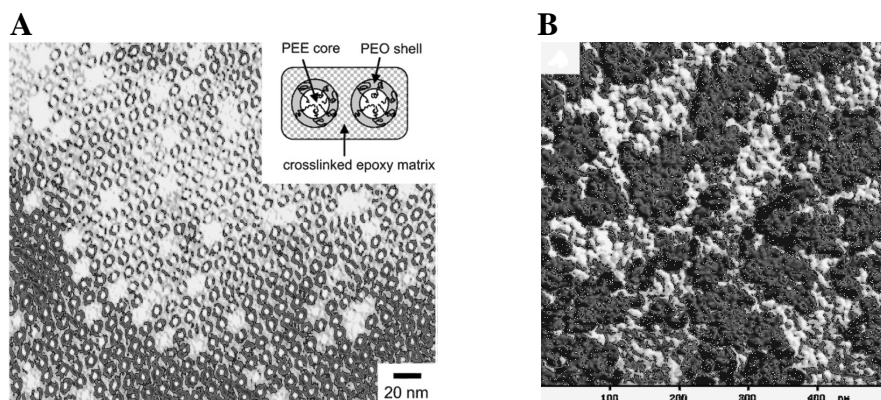 A
PEE core PEO shell
crosslinked epoxy matrix
20 nm
B
100 200 300 400